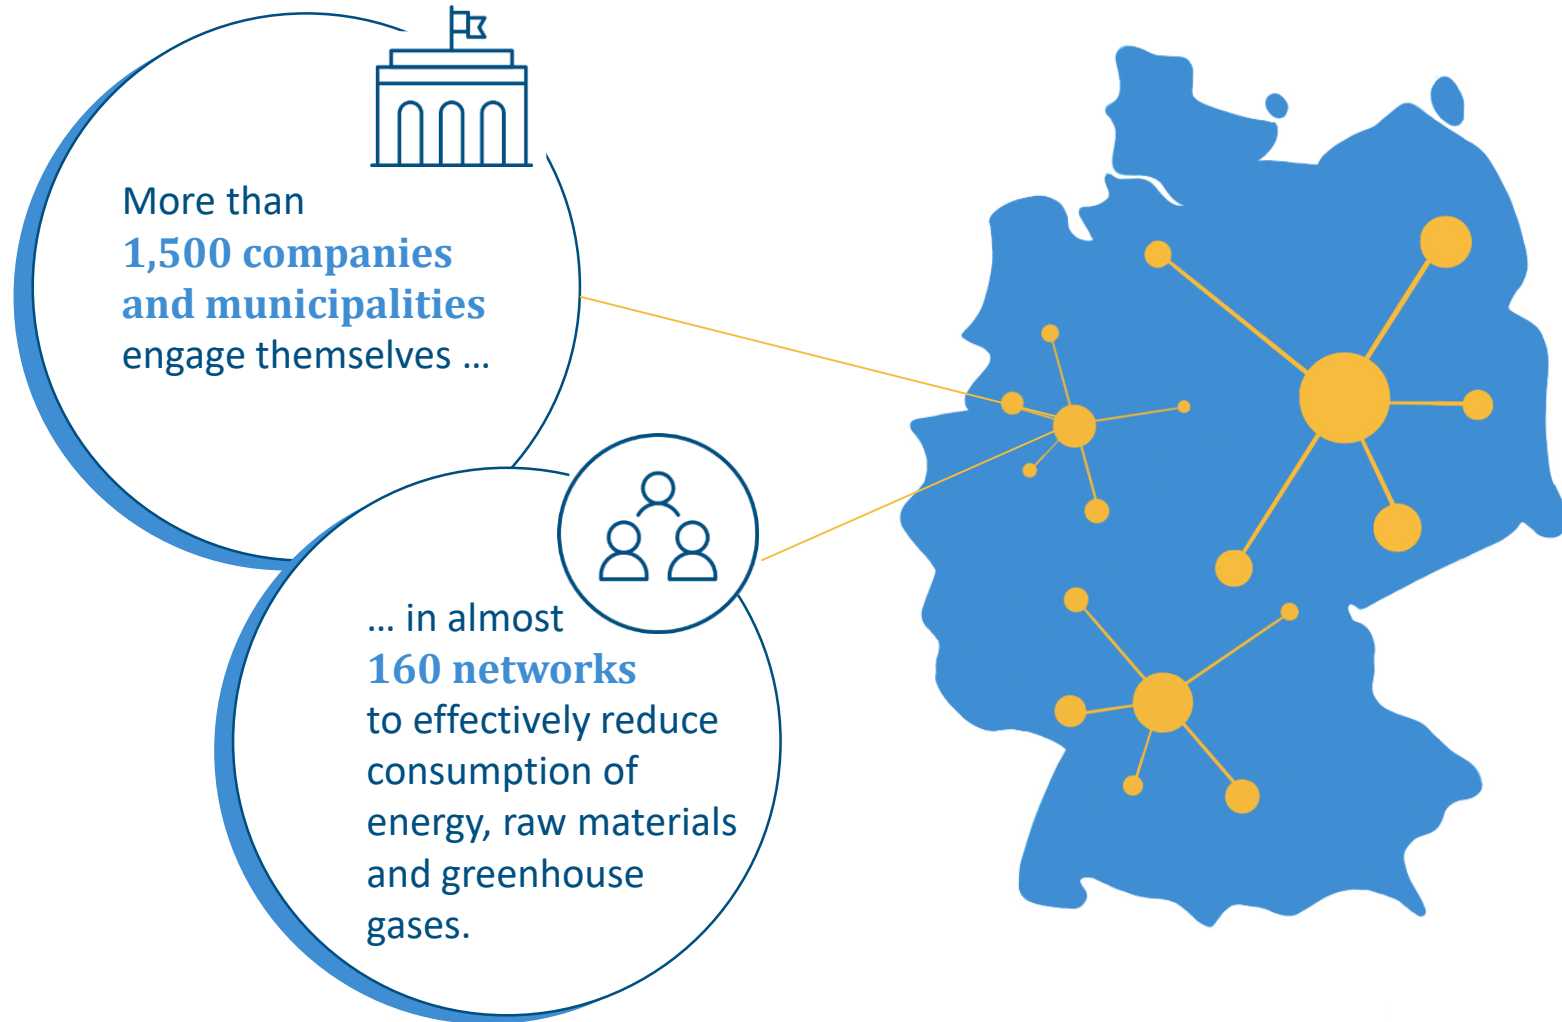 More than
1,500 companies
and municipalities
engage themselves …
… in almost
160 networks
to effectively reduce
consumption of
energy, raw materials
and greenhouse
gases.